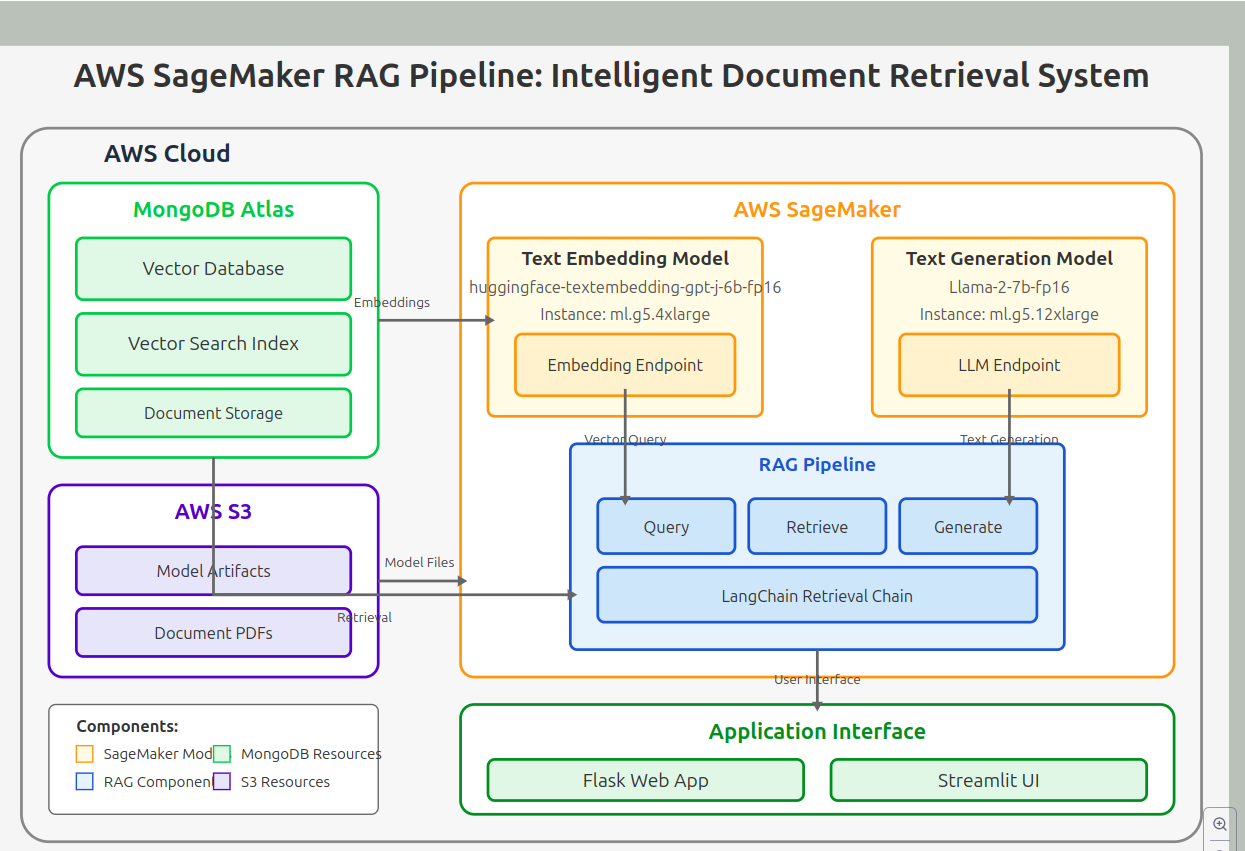 AWS SageMaker RAG Pipeline: Intelligent Document Retrieval System
AWS Cloud
MongoDB Atlas
Vector Database
Vector Search Index
Document Storage
Embeddings
AWS SageMaker
Text Embedding Model
huggingface-textembedding-gpt-j-6b-fp16
Instance: ml.g5.4xlarge
Embedding Endpoint
Text Generation Model
Llama-2-7b-fp16
Instance: ml.g5.12xlarge
LLM Endpoint
Vector Query
Text Generation
RAG Pipeline
Query
Retrieve
Generate
LangChain Retrieval Chain
AWS S3
Model Artifacts
Document PDFs
Model Files
Retrieval
User Interface
Components:
SageMaker Mod
MongoDB Resources
RAG Component
S3 Resources
Application Interface
Flask Web App
Streamlit UI